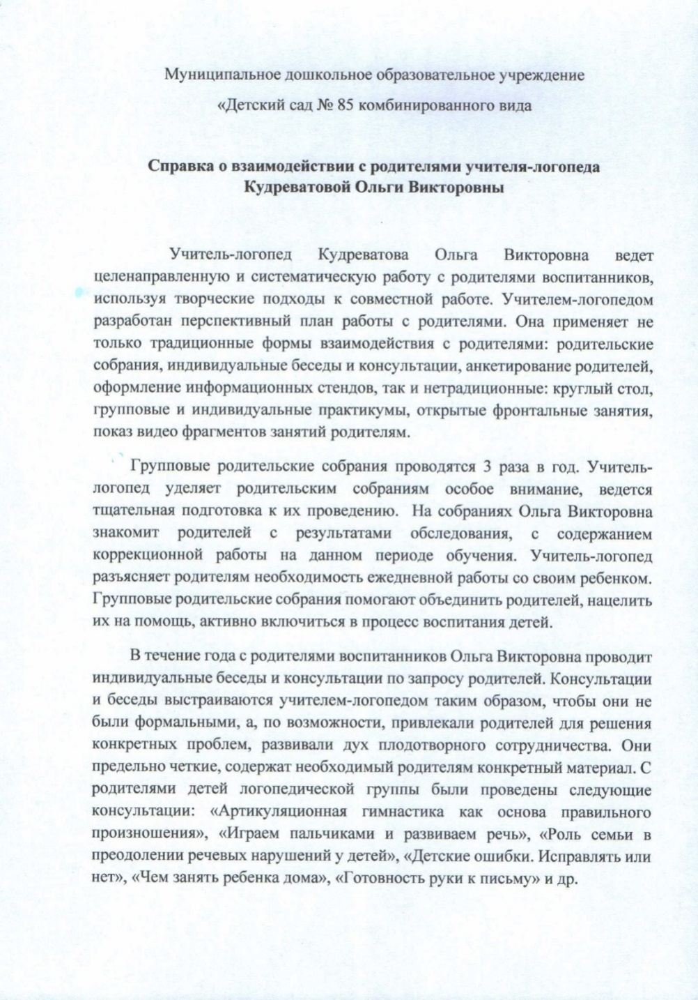 Муниципальное дошкольное образовательное учреждение
«Детский сад № 85 комбинированного вида
Справка о взаимодействии с родителями учителя-логопеда
Кудреватовой Ольги Викторовны
Учитель-логопед Кудреватова Ольга Викторовна ведет
целенаправленную и систематическую работу с родителями воспитанников,
используя творческие подходы к совместной работе. Учителем-логопедом
разработан перспективный план работы с родителями. Она применяет не
только традиционные формы взаимодействия с родителями: родительские
собрания, индивидуальные беседы и консультации, анкетирование родителей,
оформление информационных стендов, так и нетрадиционные: круглый стол,
групповые и индивидуальные практикумы, открытые фронтальные занятия,
показ видео фрагментов занятий родителям.
Групповые родительские собрания проводятся 3 раза в год. Учитель-
логопед уделяет родительским собраниям особое внимание, ведется
тщательная подготовка к их проведению. На собраниях Ольга Викторовна
знакомит родителей с результатами обследования, с содержанием
коррекционной работы на данном периоде обучения. Учитель-логопед
разъясняет родителям необходимость ежедневной работы со своим ребенком.
Групповые родительские собрания помогают объединить родителей, нацелить
их на помощь, активно включиться в процесс воспитания детей.
В течение года с родителями воспитанников Ольга Викторовна проводит
индивидуальные беседы и консультации по запросу родителей. Консультации
и беседы выстраиваются учителем-логопедом таким образом, чтобы они не
были формальными, а, по возможности, привлекали родителей для решения
конкретных проблем, развивали дух плодотворного сотрудничества. Они
предельно четкие, содержат необходимый родителям конкретный материал. С
родителями детей логопедической группы были проведены следующие
консультации: «Артикуляционная гимнастика как основа правильного
произношения», «Играем пальчиками и развиваем речь», «Роль семьи в
преодолении речевых нарушений у детей», «Детские ошибки. Исправлять или
нет», «Чем занять ребенка дома», «Готовность руки к письму» и др.